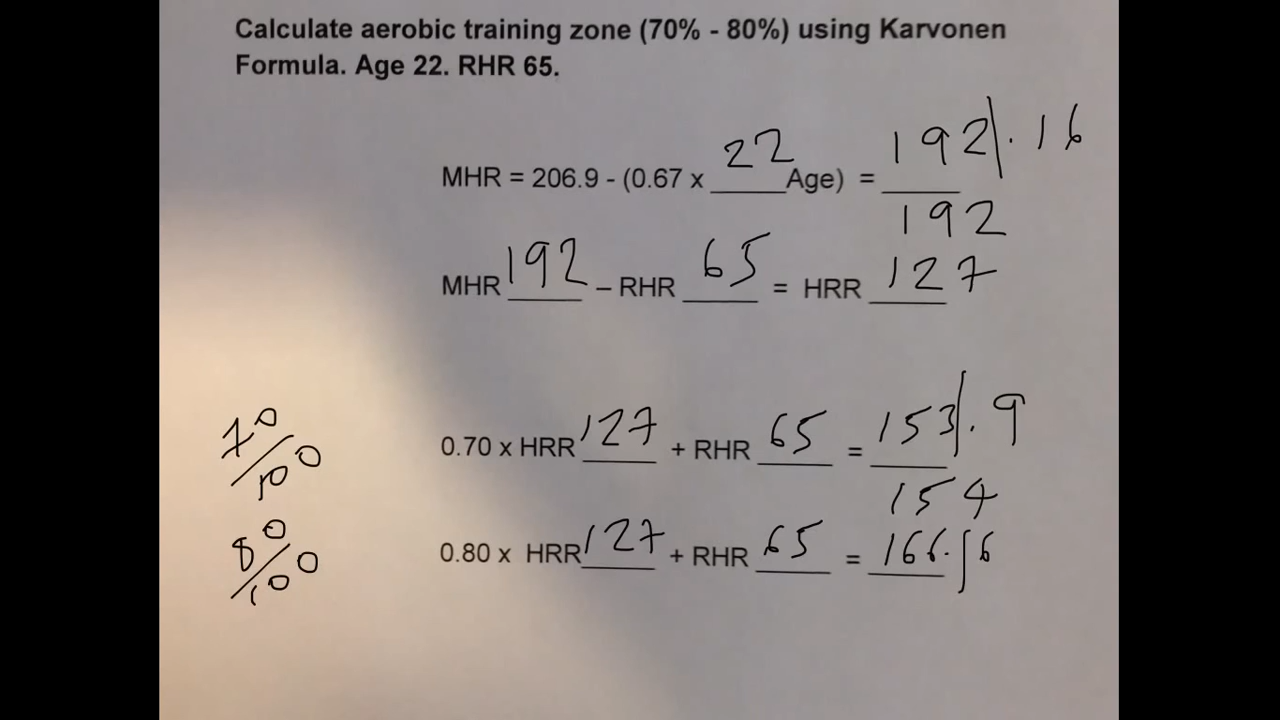 Calculate aerobic training zone (70% - 80%) using Karvonen
Formula. Age 22. RHR 65.
MHR = 206.9 - (0.67 x 22 Age) = 192.16
192
MHR 192 – RHR 65 = HRR 127
70/100
0.70 x HRR 127 + RHR 65 = 153.9
154
80/100
0.80 x HRR 127 + RHR 65 = 166.6